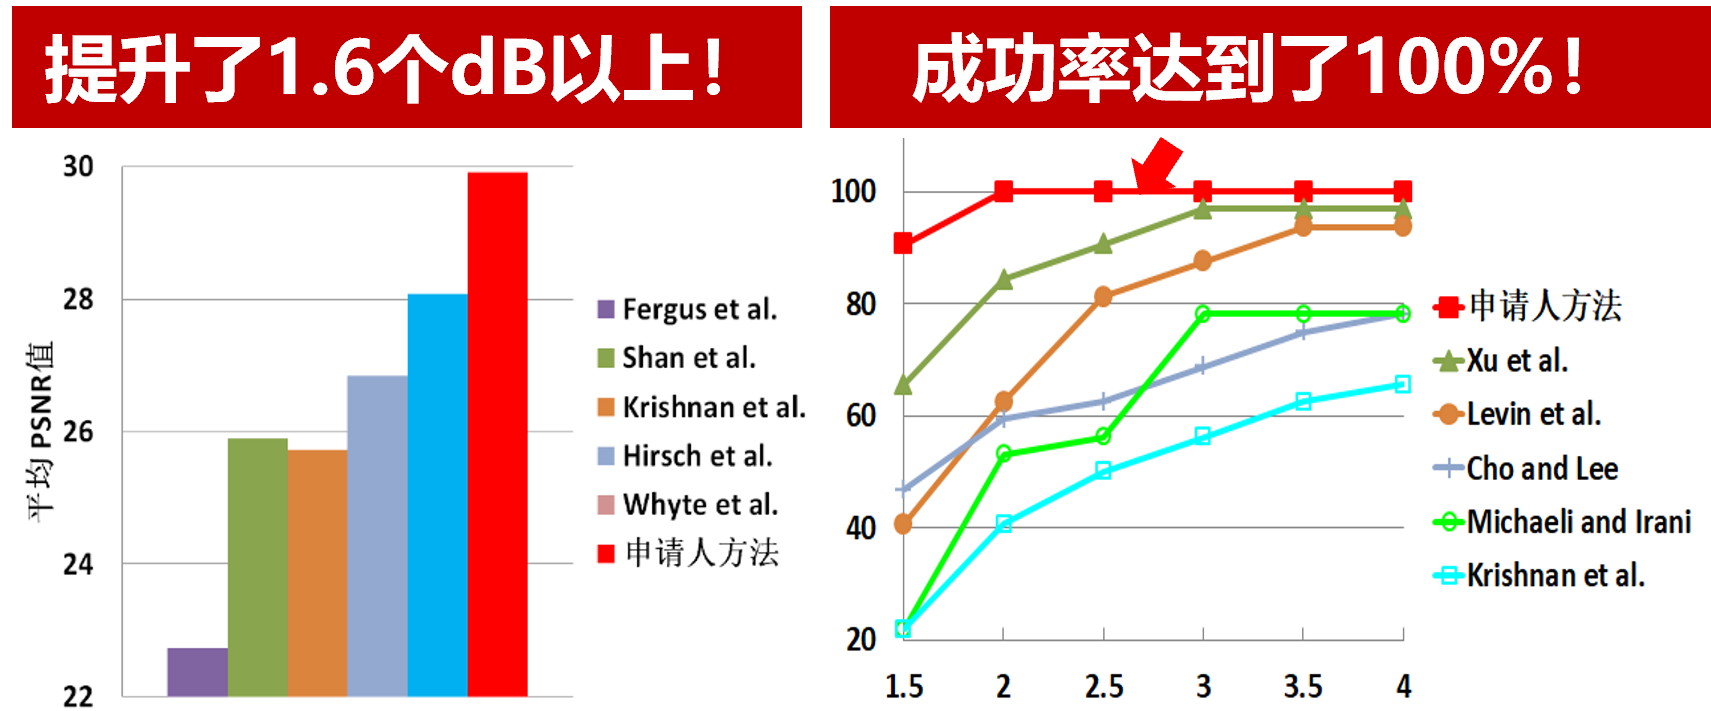 提升了1.6个dB以上！
成功率达到了100%！
30
28
26
24
22
平均 PSNR值
Fergus et al.
Shan et al.
Krishnan et al.
Hirsch et al.
Whyte et al.
申请人方法
100
80
60
40
20
1.5 2 2.5 3 3.5 4
申请人方法
Xu et al.
Levin et al.
Cho and Lee
Michaeli and Irani
Krishnan et al.